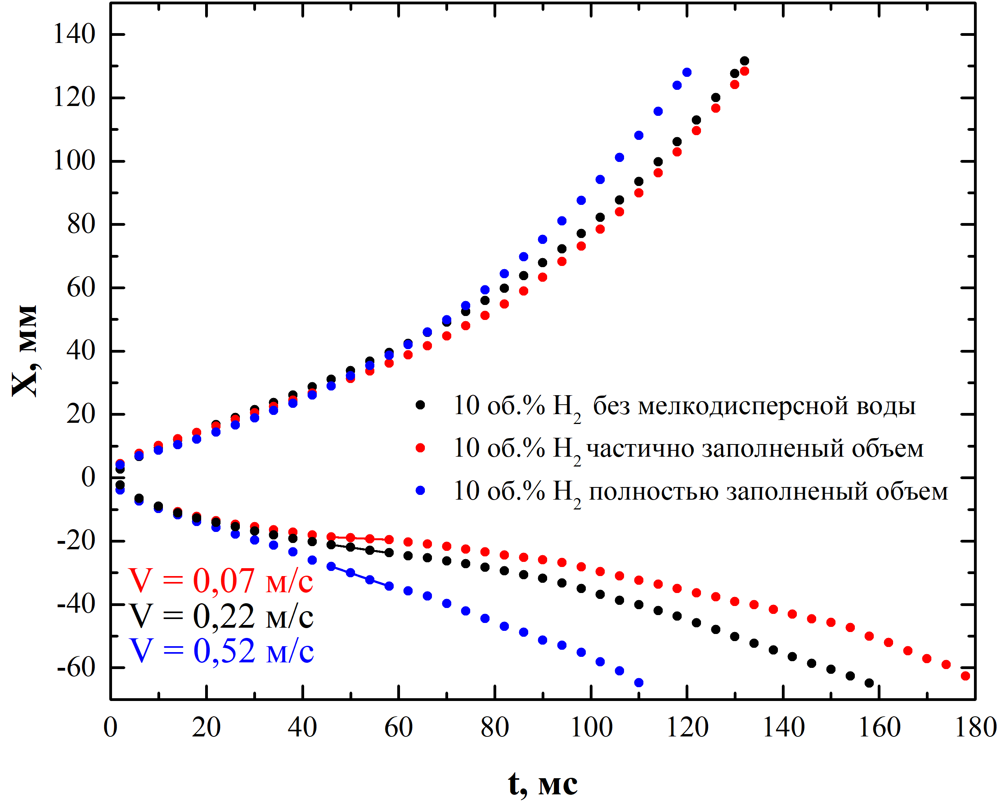 140
120
100
80
60
40
20
0
-20
-40
-60
X, мм
10 об.% H2 без мелкодисперсной воды
10 об.% H2 частично заполненый объем
10 об.% H2 полностью заполненый объем
V = 0,07 м/с
V = 0,22 м/с
V = 0,52 м/с
0 20 40 60 80 100 120 140 160 180
t, мс